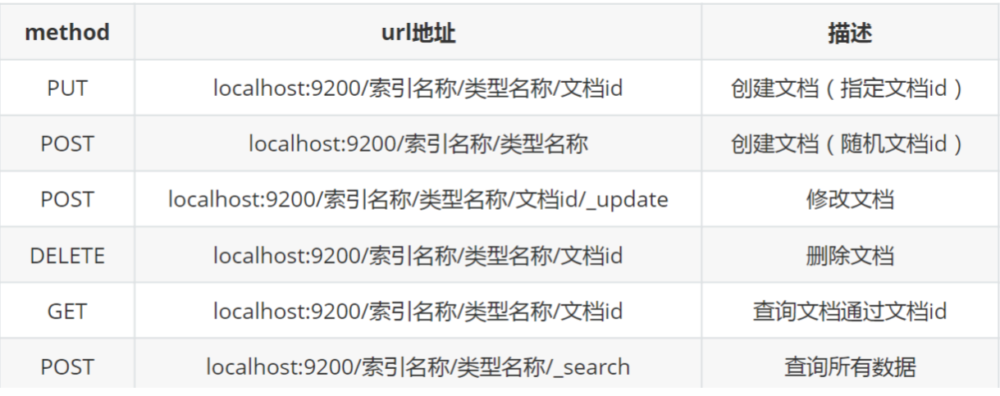 method url地址 描述
PUT localhost:9200/索引名称/类型名称/文档id 创建文档（指定文档id）
POST localhost:9200/索引名称/类型名称 创建文档（随机文档id）
POST localhost:9200/索引名称/类型名称/文档id/_update 修改文档
DELETE localhost:9200/索引名称/类型名称/文档id 删除文档
GET localhost:9200/索引名称/类型名称/文档id 查询文档通过文档id
POST localhost:9200/索引名称/类型名称/_search 查询所有数据